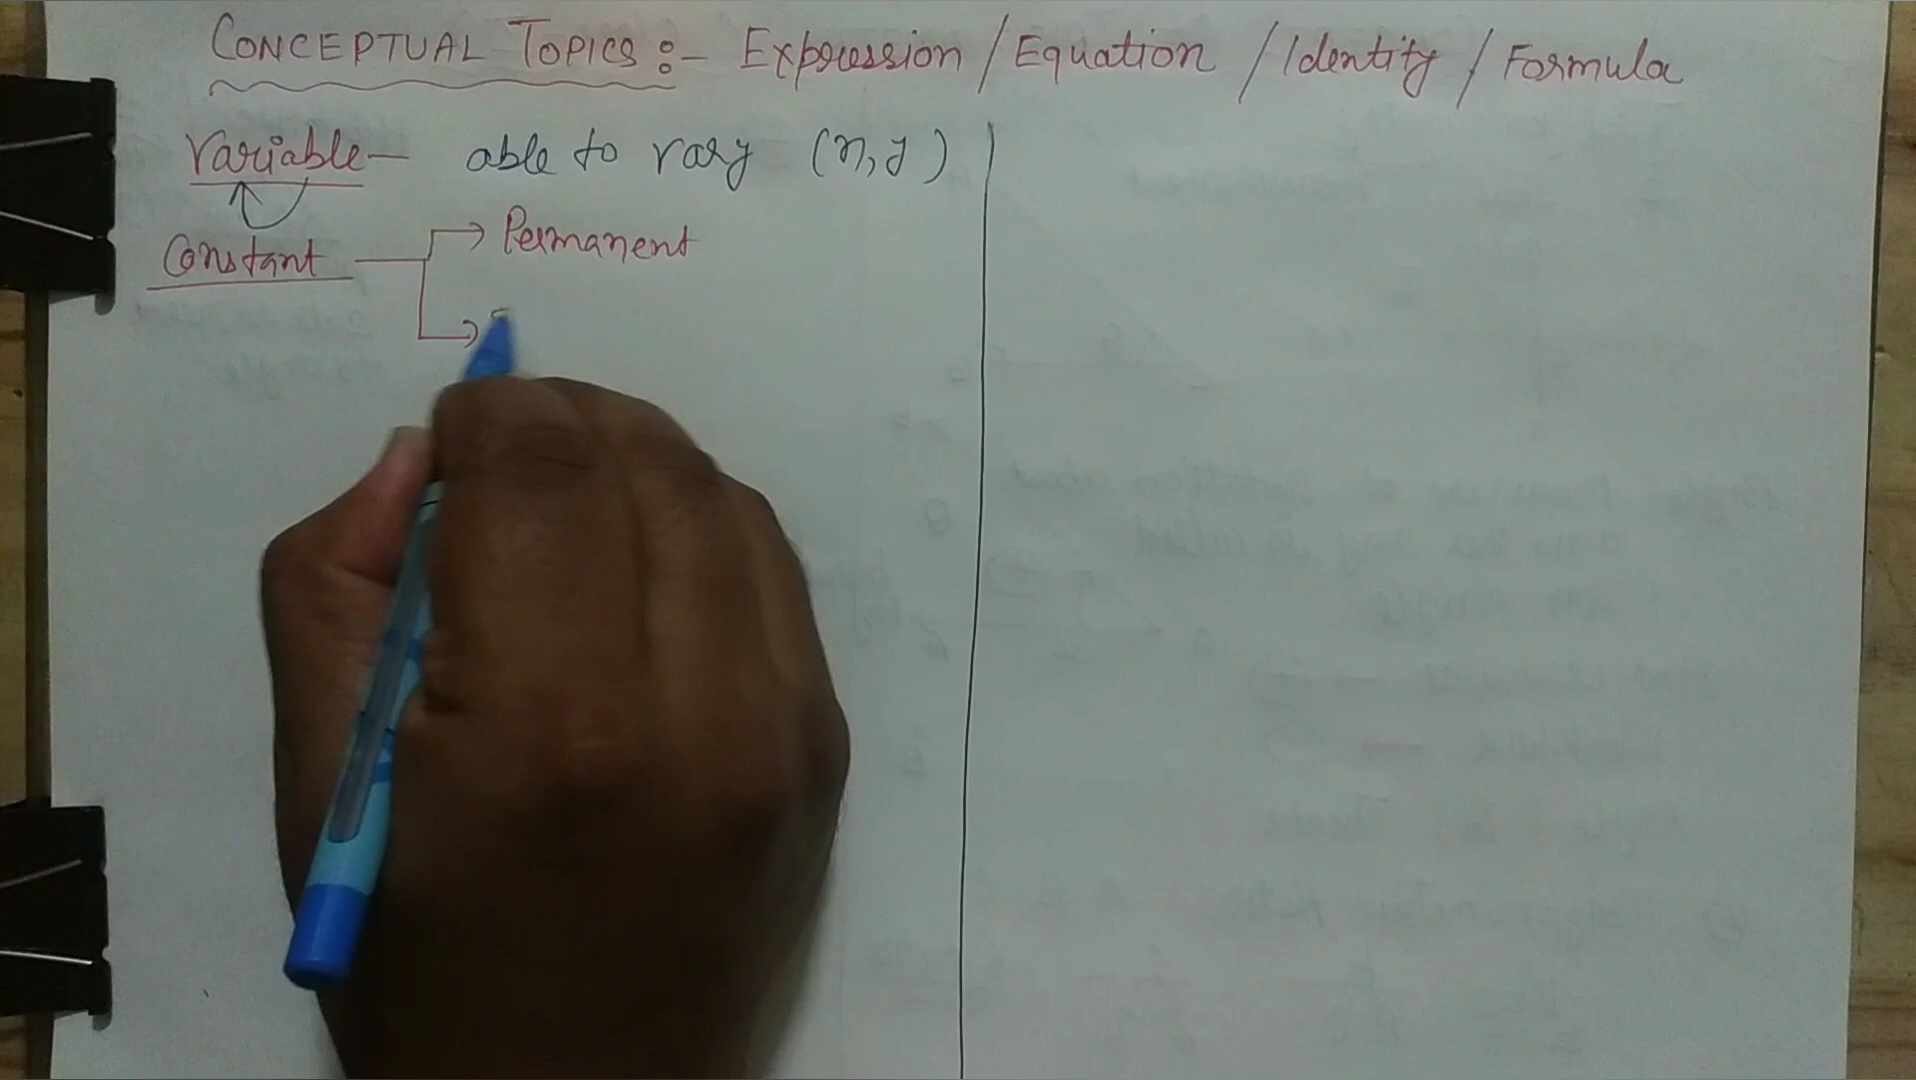 CONCEPTUAL TOPICS :- Expression / Equation / Identity / Formula
Variable - able to vary (x, y)
Constant → Permanent